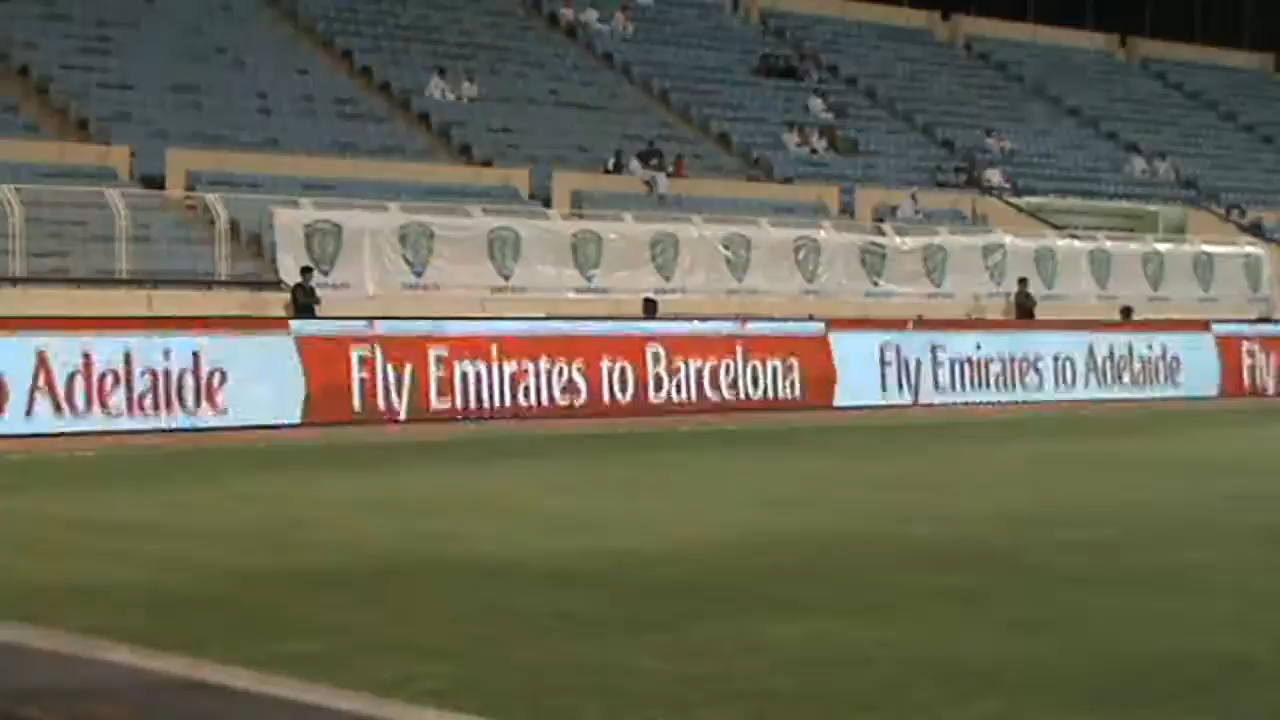 Adelaide
Fly Emirates to Barcelona
Fly Emirates to Adelaide
Fly